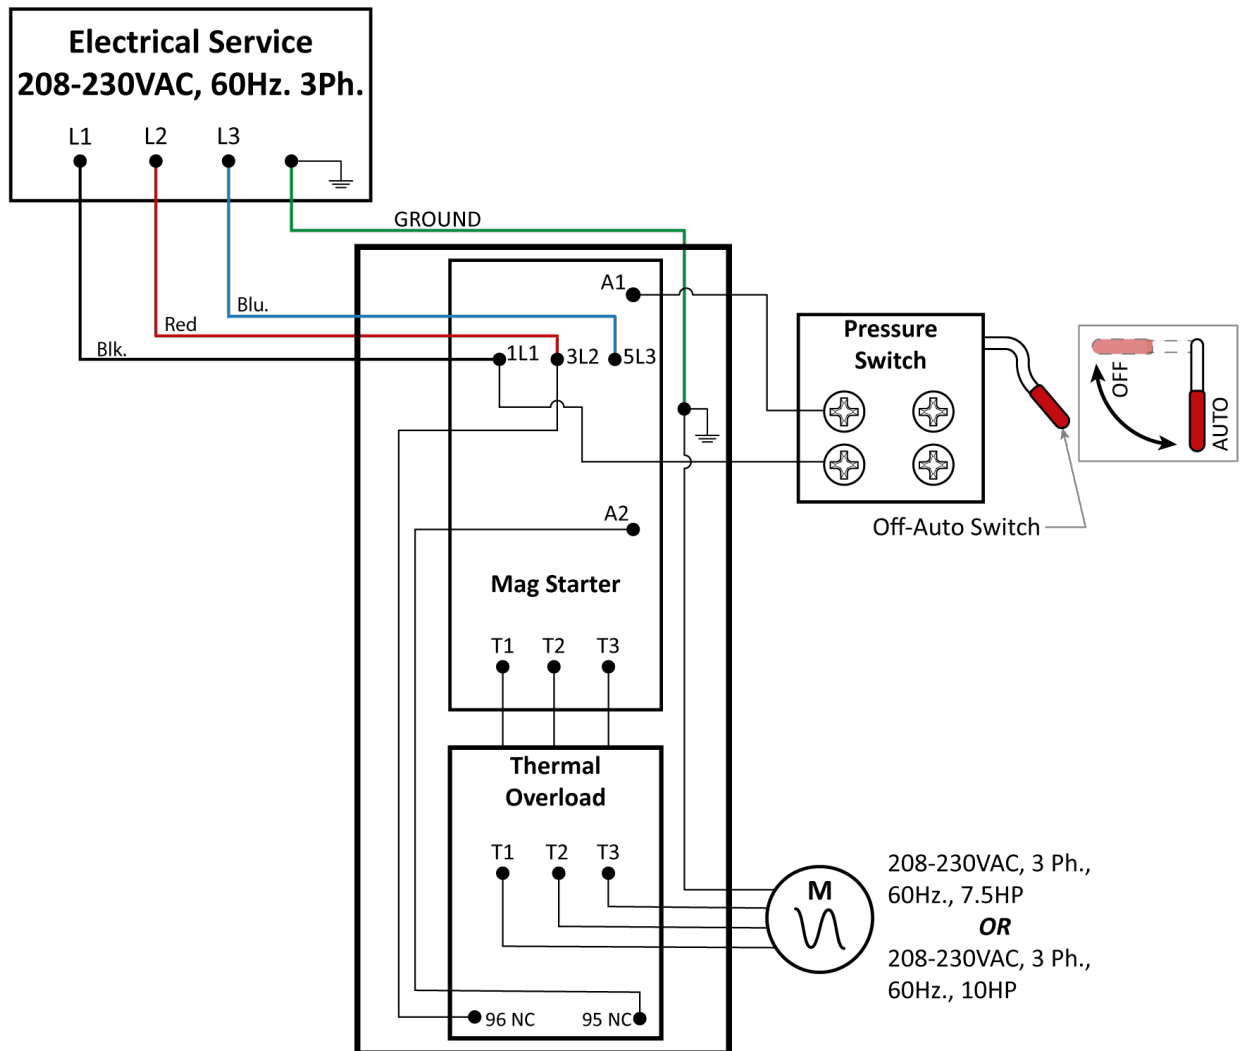 Electrical Service
208-230VAC, 60Hz. 3Ph.
L1 L2 L3
GROUND
A1
Blu.
Red
Blk.
1L1 3L2 5L3
Pressure
Switch
OFF
AUTO
Off-Auto Switch
A2
Mag Starter
T1 T2 T3
Thermal
Overload
T1 T2 T3
M
208-230VAC, 3 Ph.,
60Hz., 7.5HP
OR
208-230VAC, 3 Ph.,
60Hz., 10HP
96 NC 95 NC